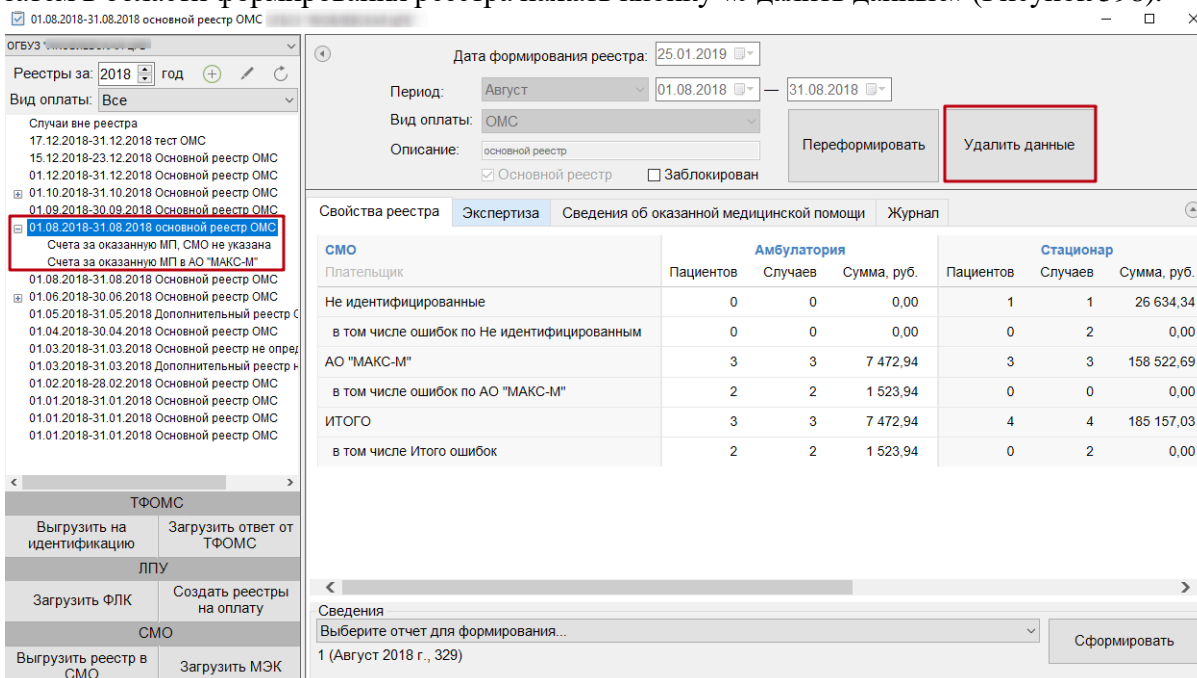 затем в области формирования реестра нажать кнопку «Удалить данные» (Рисунок 398).
01.08.2018-31.08.2018 основной реестр ОМС
ОГБУЗ
Реестры за: 2018 год
Вид оплаты: Все
Случаи вне реестра
17.12.2018-31.12.2018 тест ОМС
15.12.2018-23.12.2018 Основной реестр ОМС
01.12.2018-31.12.2018 Основной реестр ОМС
01.10.2018-31.10.2018 Основной реестр ОМС
01.09.2018-30.09.2018 Основной реестр ОМС
01.08.2018-31.08.2018 основной реестр ОМС
Счета за оказанную МП, СМО не указана
Счета за оказанную МП в АО "МАКС-М"
01.08.2018-31.08.2018 Основной реестр ОМС
01.06.2018-30.06.2018 Основной реестр ОМС
01.05.2018-31.05.2018 Дополнительный реестр
01.04.2018-30.04.2018 Основной реестр ОМС
01.03.2018-31.03.2018 Основной реестр не опред
01.03.2018-31.03.2018 Дополнительный реестр н
01.02.2018-28.02.2018 Основной реестр ОМС
01.01.2018-31.01.2018 Основной реестр ОМС
01.01.2018-31.01.2018 Основной реестр ОМС
01.01.2018-31.01.2018 Основной реестр ОМС
ТФОМС
Выгрузить на идентификацию
Загрузить ответ от ТФОМС
ЛПУ
Загрузить ФЛК
Создать реестры на оплату
СМО
Выгрузить реестр в СМО
Загрузить МЭК
Дата формирования реестра: 25.01.2019
Период: Август 01.08.2018 — 31.08.2018
Вид оплаты: ОМС
Описание: основной реестр
Основной реестр Заблокирован
Переформировать
Удалить данные
Свойства реестра Экспертиза Сведения об оказанной медицинской помощи Журнал
СМО Амбулатория Стационар
Плательщик Пациентов Случаев Сумма, руб. Пациентов Случаев Сумма, руб.
Не идентифицированные 0 0 0,00 1 1 26 634,34
в том числе ошибок по Не идентифицированным 0 0 0,00 0 2 0,00
АО "МАКС-М" 3 3 7 472,94 3 3 158 522,69
в том числе ошибок по АО "МАКС-М" 2 2 1 523,94 0 0 0,00
ИТОГО 3 3 7 472,94 4 4 185 157,03
в том числе Итого ошибок 2 2 1 523,94 0 2 0,00
Сведения
Выберите отчет для формирования...
Сформировать
1 (Август 2018 г., 329)